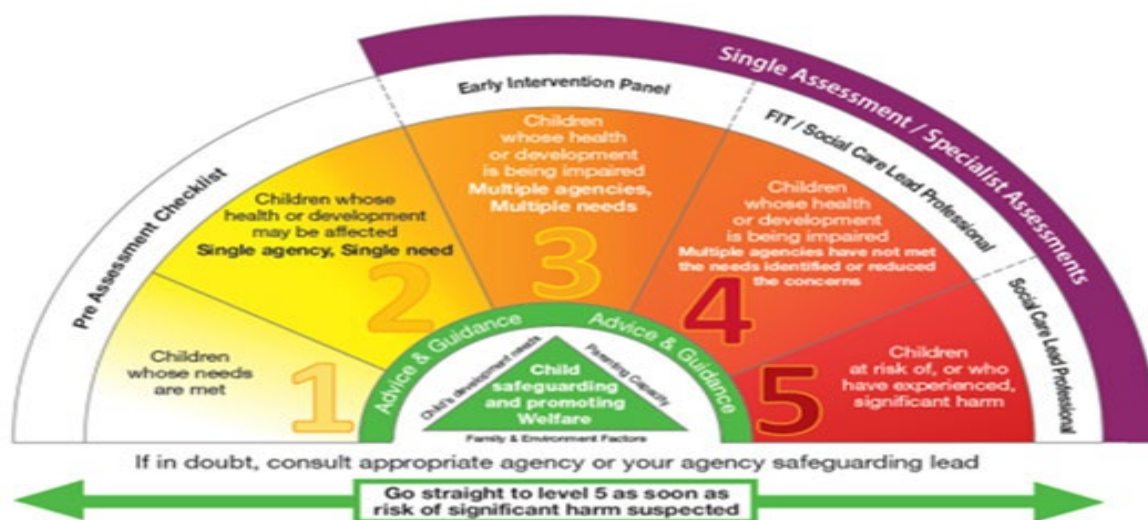 Single Assessment / Specialist Assessments
Early Intervention Panel
FIT / Social Care Lead Professional
Social Care Lead Professional
Pre Assessment Checklist
Children
whose needs
are met
1
Children whose
health or development
may be affected
Single agency, Single need
2
Children
whose health
or development
is being impaired
Multiple agencies,
Multiple needs
3
Children
whose health
or development
is being impaired
Multiple agencies have not met
the needs identified or reduced
the concerns
4
Children
at risk of, or who
have experienced,
significant harm
5
Advice & Guidance
Advice & Guidance
Child's development needs
Parenting Capacity
Child
safeguarding
and promoting
Welfare
Family & Environment Factors
If in doubt, consult appropriate agency or your agency safeguarding lead
Go straight to level 5 as soon as
risk of significant harm suspected